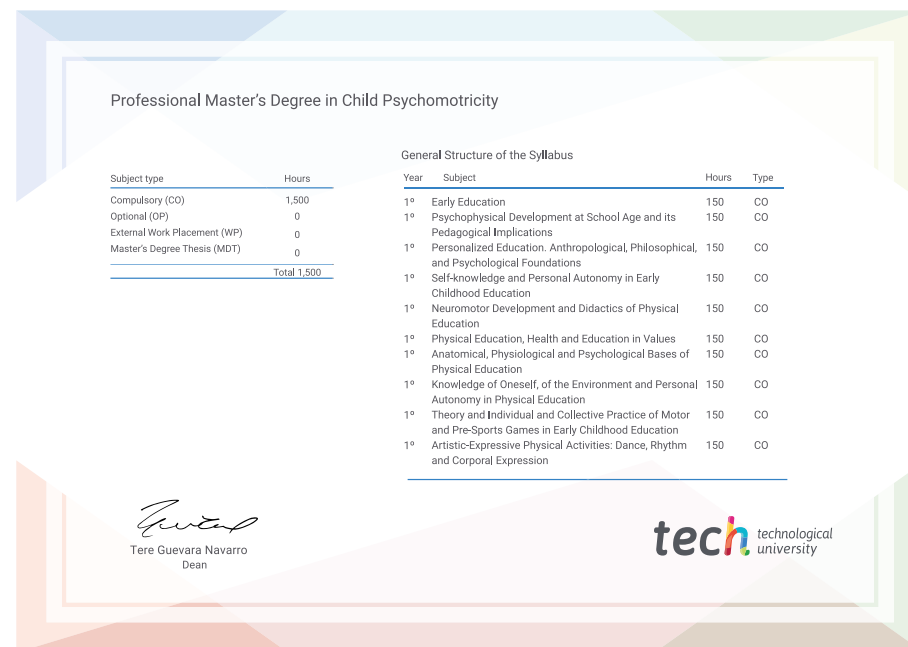 Professional Master's Degree in Child Psychomotricity
General Structure of the Syllabus
Subject type Hours
Compulsory (CO) 1,500
Optional (OP) 0
External Work Placement (WP) 0
Master's Degree Thesis (MDT) 0
Total 1,500
Year Subject Hours Type
1º Early Education 150 CO
1º Psychophysical Development at School Age and its 150 CO
Pedagogical Implications
1º Personalized Education. Anthropological, Philosophical, 150 CO
and Psychological Foundations
1º Self-knowledge and Personal Autonomy in Early 150 CO
Childhood Education
1º Neuromotor Development and Didactics of Physical 150 CO
Education
1º Physical Education, Health and Education in Values 150 CO
1º Anatomical, Physiological and Psychological Bases of 150 CO
Physical Education
1º Knowledge of Oneself, of the Environment and Personal 150 CO
Autonomy in Physical Education
1º Theory and Individual and Collective Practice of Motor 150 CO
and Pre-Sports Games in Early Childhood Education
1º Artistic-Expressive Physical Activities: Dance, Rhythm 150 CO
and Corporal Expression
Tere Guevara Navarro
Dean
tech technological
university